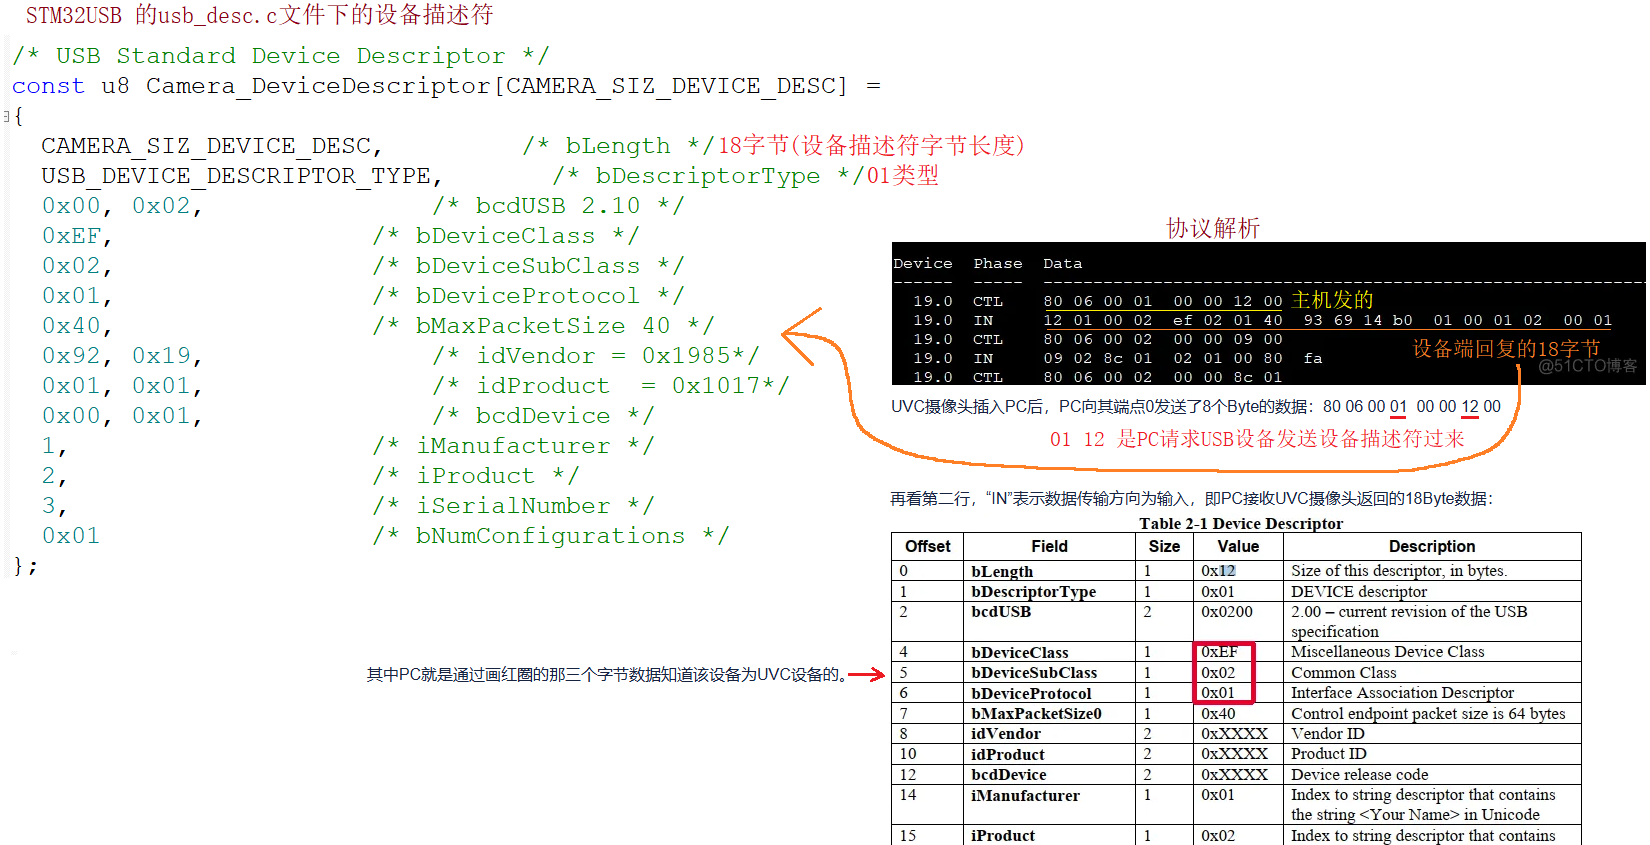 STM32USB 的usb_desc.c文件下的设备描述符
/* USB Standard Device Descriptor */
const u8 Camera_DeviceDescriptor[CAMERA_SIZ_DEVICE_DESC] =
{
CAMERA_SIZ_DEVICE_DESC, /* bLength */18字节(设备描述符字节长度)
USB_DEVICE_DESCRIPTOR_TYPE, /* bDescriptorType */01类型
0x00, 0x02, /* bcdUSB 2.10 */
0xEF, /* bDeviceClass */
0x02, /* bDeviceSubClass */
0x01, /* bDeviceProtocol */
0x40, /* bMaxPacketSize 40 */
0x92, 0x19, /* idVendor = 0x1985*/
0x01, 0x01, /* idProduct = 0x1017*/
0x00, 0x01, /* bcdDevice */
1, /* iManufacturer */
2, /* iProduct */
3, /* iSerialNumber */
0x01 /* bNumConfigurations */
};
协议解析
Device Phase Data
------ ------ ------------------------------------------------------------
19.0 CTL 80 06 00 01 00 00 12 00 主机发的
19.0 IN 12 01 00 02 ef 02 01 40 93 69 14 b0 01 00 01 02 00 01
19.0 CTL 80 06 00 02 00 00 09 00 设备端回复的18字节
19.0 IN 09 02 8c 01 02 01 00 80 fa
19.0 CTL 80 06 00 02 00 00 8c 01
@51CTO博客
UVC摄像头插入PC后，PC向其端点0发送了8个Byte的数据：80 06 00 01 00 00 12 00
01 12 是PC请求USB设备发送设备描述符过来
再看第二行，“IN”表示数据传输方向为输入，即PC接收UVC摄像头返回的18Byte数据：
Table 2-1 Device Descriptor
Offset Field Size Value Description
0 bLength 1 0x12 Size of this descriptor, in bytes.
1 bDescriptorType 1 0x01 DEVICE descriptor
2 bcdUSB 2 0x0200 2.00 – current revision of the USB
specification
4 bDeviceClass 1 0xEF Miscellaneous Device Class
5 bDeviceSubClass 1 0x02 Common Class
6 bDeviceProtocol 1 0x01 Interface Association Descriptor
7 bMaxPacketSize0 1 0x40 Control endpoint packet size is 64 bytes
8 idVendor 2 0xXXXX Vendor ID
10 idProduct 2 0xXXXX Product ID
12 bcdDevice 2 0xXXXX Device release code
14 iManufacturer 1 0x01 Index to string descriptor that contains
the string <Your Name> in Unicode
15 iProduct 1 0x02 Index to string descriptor that contains
其中PC就是通过画红圈的那三个字节数据知道该设备为UVC设备的。